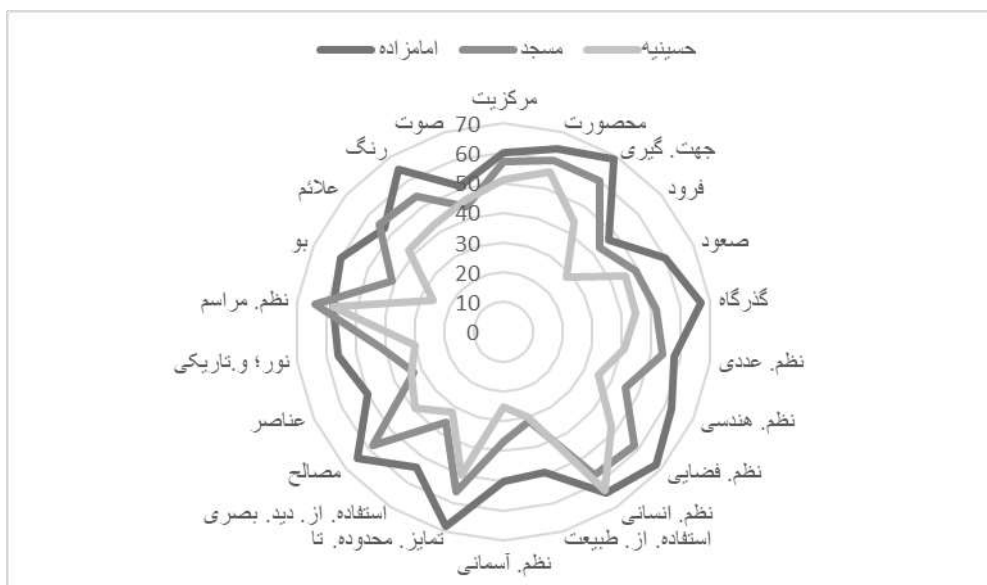 امامزاده مسجد حسینیه
مرکزیت
محصورت
جهت. گیری
فرود
صعود
گذرگاه
نظم. عددی
نظم. هندسی
نظم. فضایی
نظم. انسانی
استفاده. از. طبیعت
نظم. آسمانی
تمایز. محدوده. تا
استفاده. از. دید. بصری
مصالح
عناصر
نور؛ و.تاریکی
نظم. مراسم
بو
علائم
رنگ
صوت
70
60
50
40
30
20
10
0